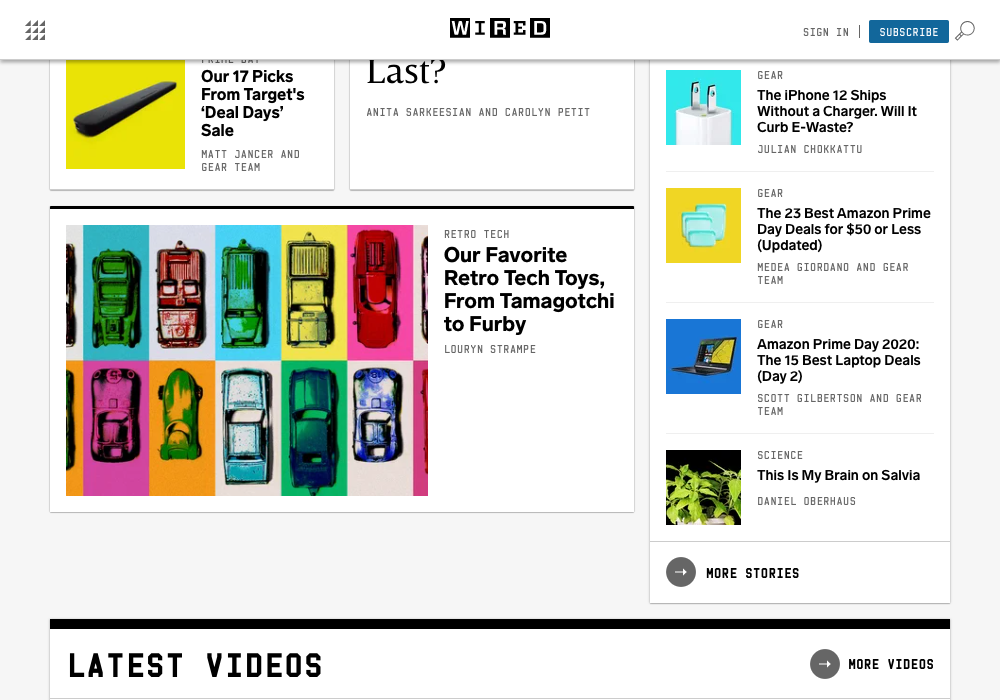 WIRED
SIGN IN
SUBSCRIBE
PRIME DAY
Our 17 Picks
From Target's
‘Deal Days’
Sale
MATT JANCER AND
GEAR TEAM
Last?
ANITA SARKEESIAN AND CAROLYN PETIT
RETRO TECH
Our Favorite
Retro Tech Toys,
From Tamagotchi
to Furby
LOURYN STRAMPE
GEAR
The iPhone 12 Ships
Without a Charger. Will It
Curb E-Waste?
JULIAN CHOKKATTU
GEAR
The 23 Best Amazon Prime
Day Deals for $50 or Less
(Updated)
MEDEA GIORDANO AND GEAR
TEAM
GEAR
Amazon Prime Day 2020:
The 15 Best Laptop Deals
(Day 2)
SCOTT GILBERTSON AND GEAR
TEAM
SCIENCE
This Is My Brain on Salvia
DANIEL OBERHAUS
MORE STORIES
LATEST VIDEOS
MORE VIDEOS